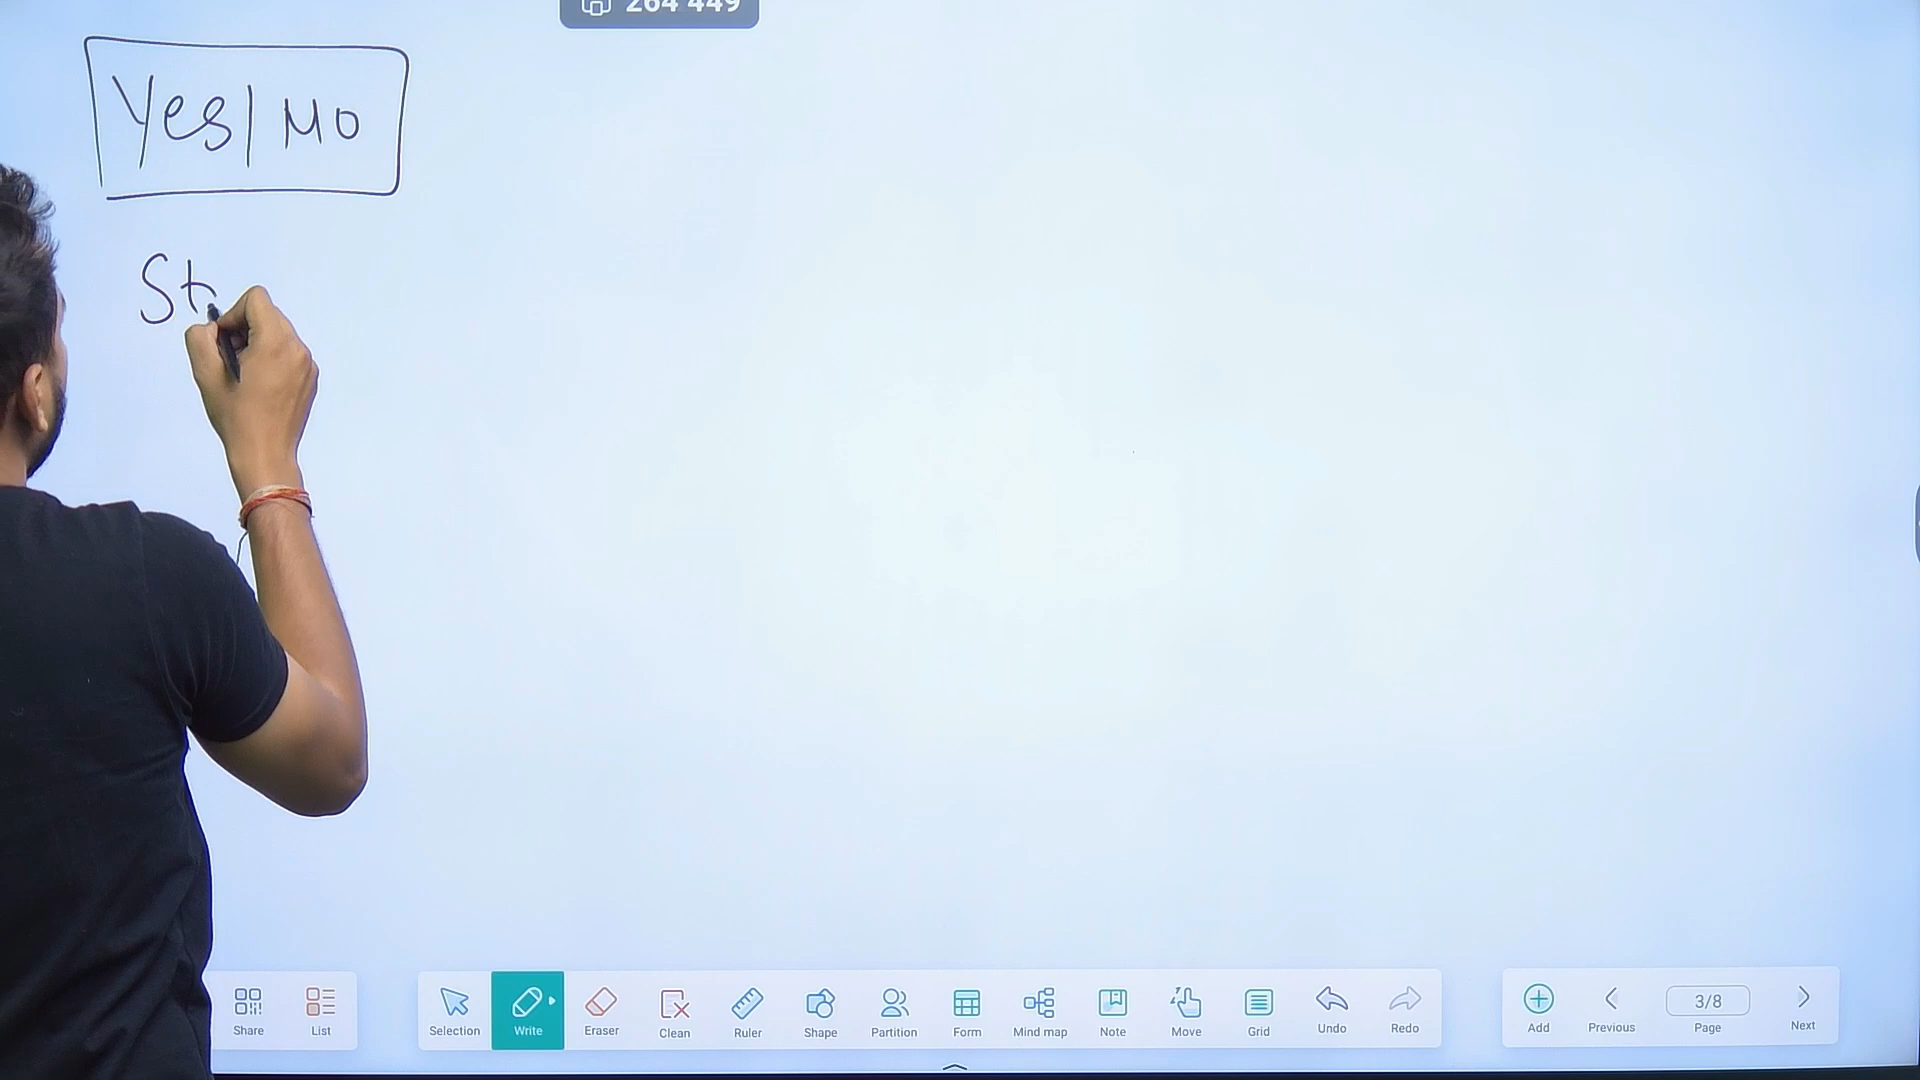 264 449
Yes | No
St
Share List Selection Write Eraser Clean Ruler Shape Partition Form Mind map Note Move Grid Undo Redo Add Previous 3/8 Page Next